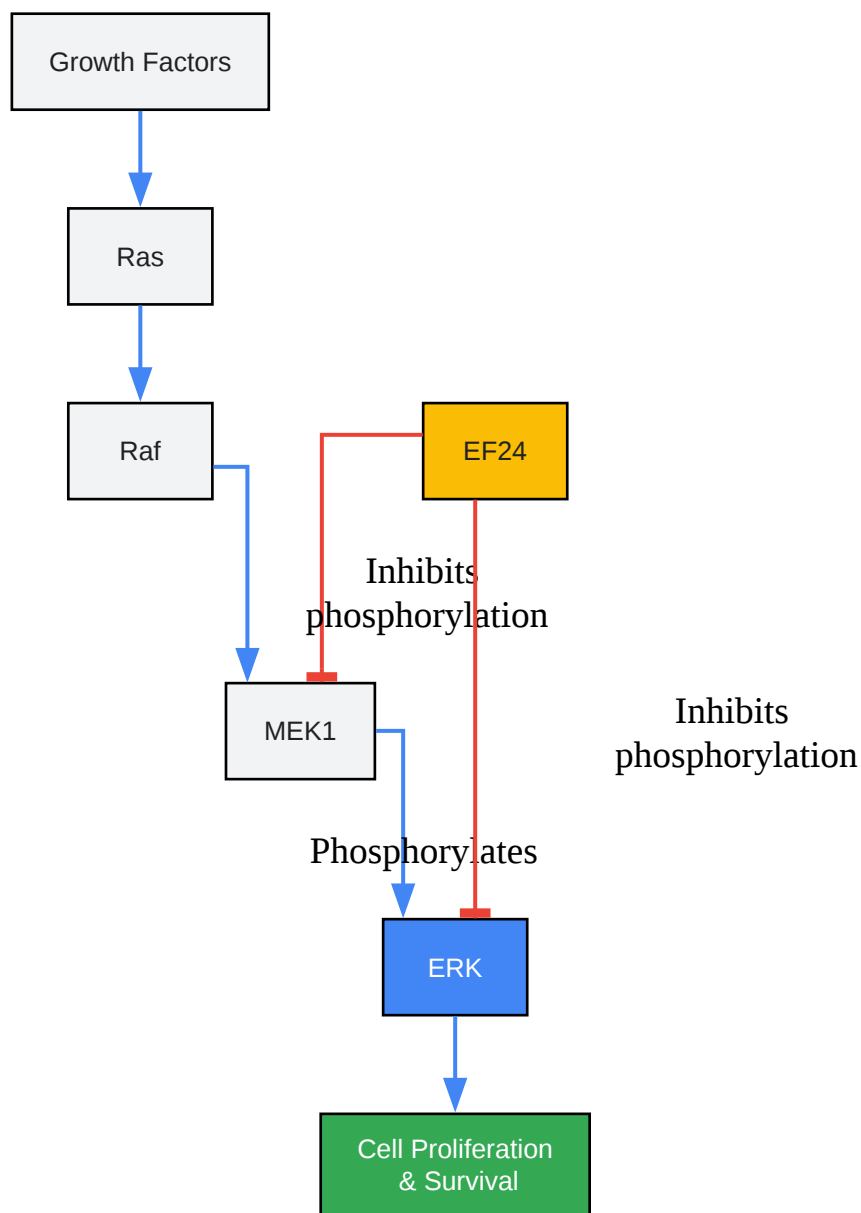 Growth Factors
Ras
Raf
EF24
Inhibits
phosphorylation
MEK1
Inhibits
phosphorylation
Phosphorylates
ERK
Cell Proliferation
& Survival